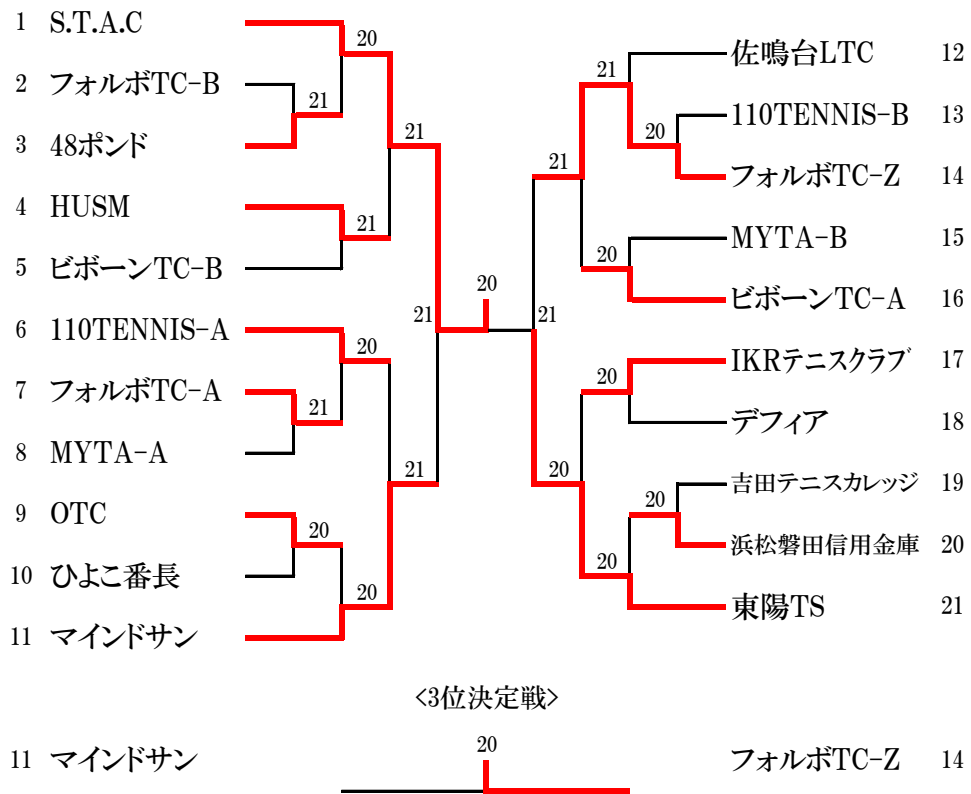 1 S.T.A.C
20
2 フォルボTC-B
21
3 48ポンド
21
4 HUSM
21
5 ビボーンTC-B
21
6 110TENNIS-A
20
7 フォルボTC-A
21
8 MYTA-A
21
9 OTC
20
10 ひよこ番長
20
11 マインドサン
20
佐鳴台LTC 12
21
110TENNIS-B 13
20
フォルボTC-Z 14
21
MYTA-B 15
20
ビボーンTC-A 16
21
IKRテニスクラブ 17
20
デフィア 18
20
吉田テニスカレッジ 19
20
浜松磐田信用金庫 20
20
東陽TS 21
<3位決定戦>
11 マインドサン 20 フォルボTC-Z 14